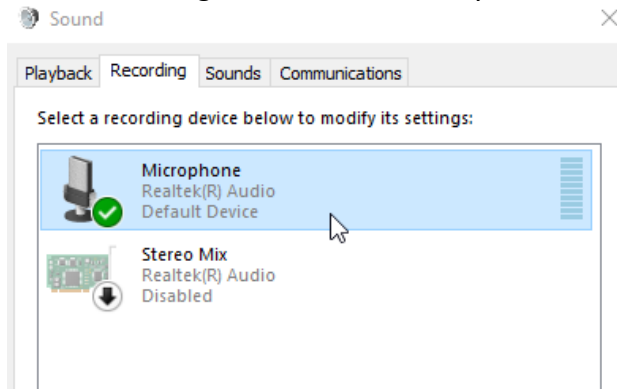 Sound
Playback Recording Sounds Communications
Select a recording device below to modify its settings:
Microphone
Realtek(R) Audio
Default Device
Stereo Mix
Realtek(R) Audio
Disabled